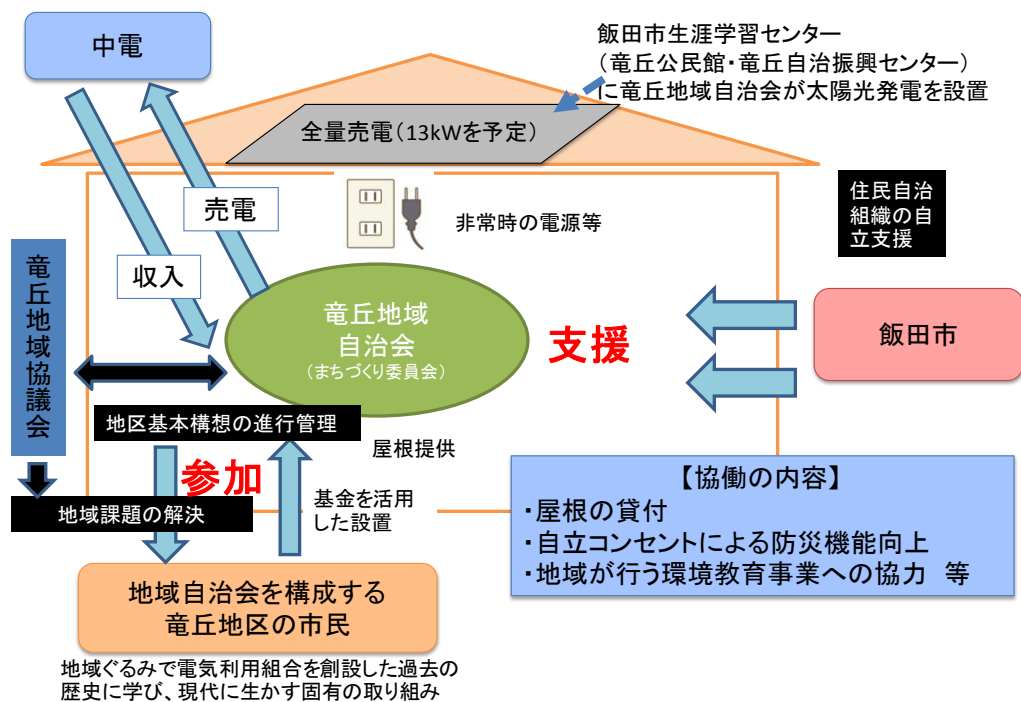 中電
飯田市生涯学習センター
（竜丘公民館・竜丘自治振興センター）
に竜丘地域自治会が太陽光発電を設置
全量売電（13kWを予定）
売電
収入
非常時の電源等
住民自治
組織の自
立支援
竜丘地域協議会
竜丘地域
自治会
（まちづくり委員会）
支援
飯田市
地区基本構想の進行管理
屋根提供
参加
基金を活用
した設置
地域課題の解決
【協働の内容】
・屋根の貸付
・自立コンセントによる防災機能向上
・地域が行う環境教育事業への協力　等
地域自治会を構成する
竜丘地区の市民
地域ぐるみで電気利用組合を創設した過去の
歴史に学び、現代に生かす固有の取り組み